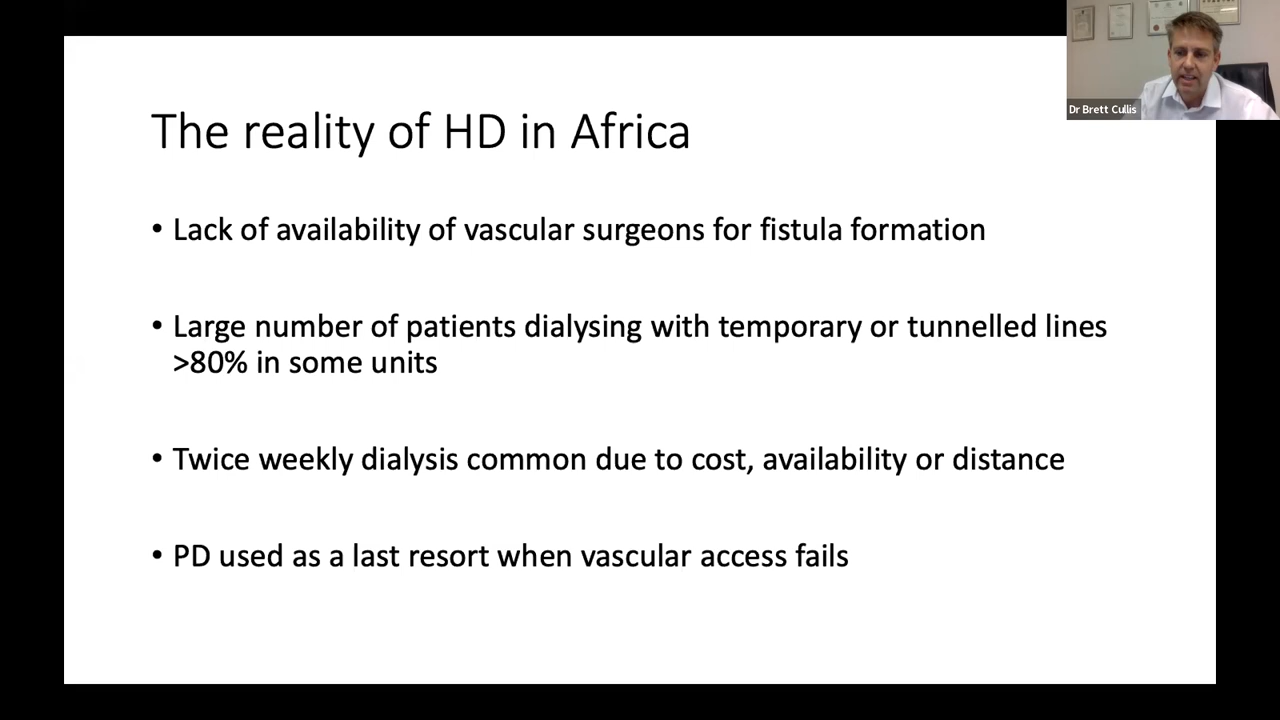 The reality of HD in Africa
Dr Brett Cullis
• Lack of availability of vascular surgeons for fistula formation
• Large number of patients dialysing with temporary or tunnelled lines
>80% in some units
• Twice weekly dialysis common due to cost, availability or distance
• PD used as a last resort when vascular access fails